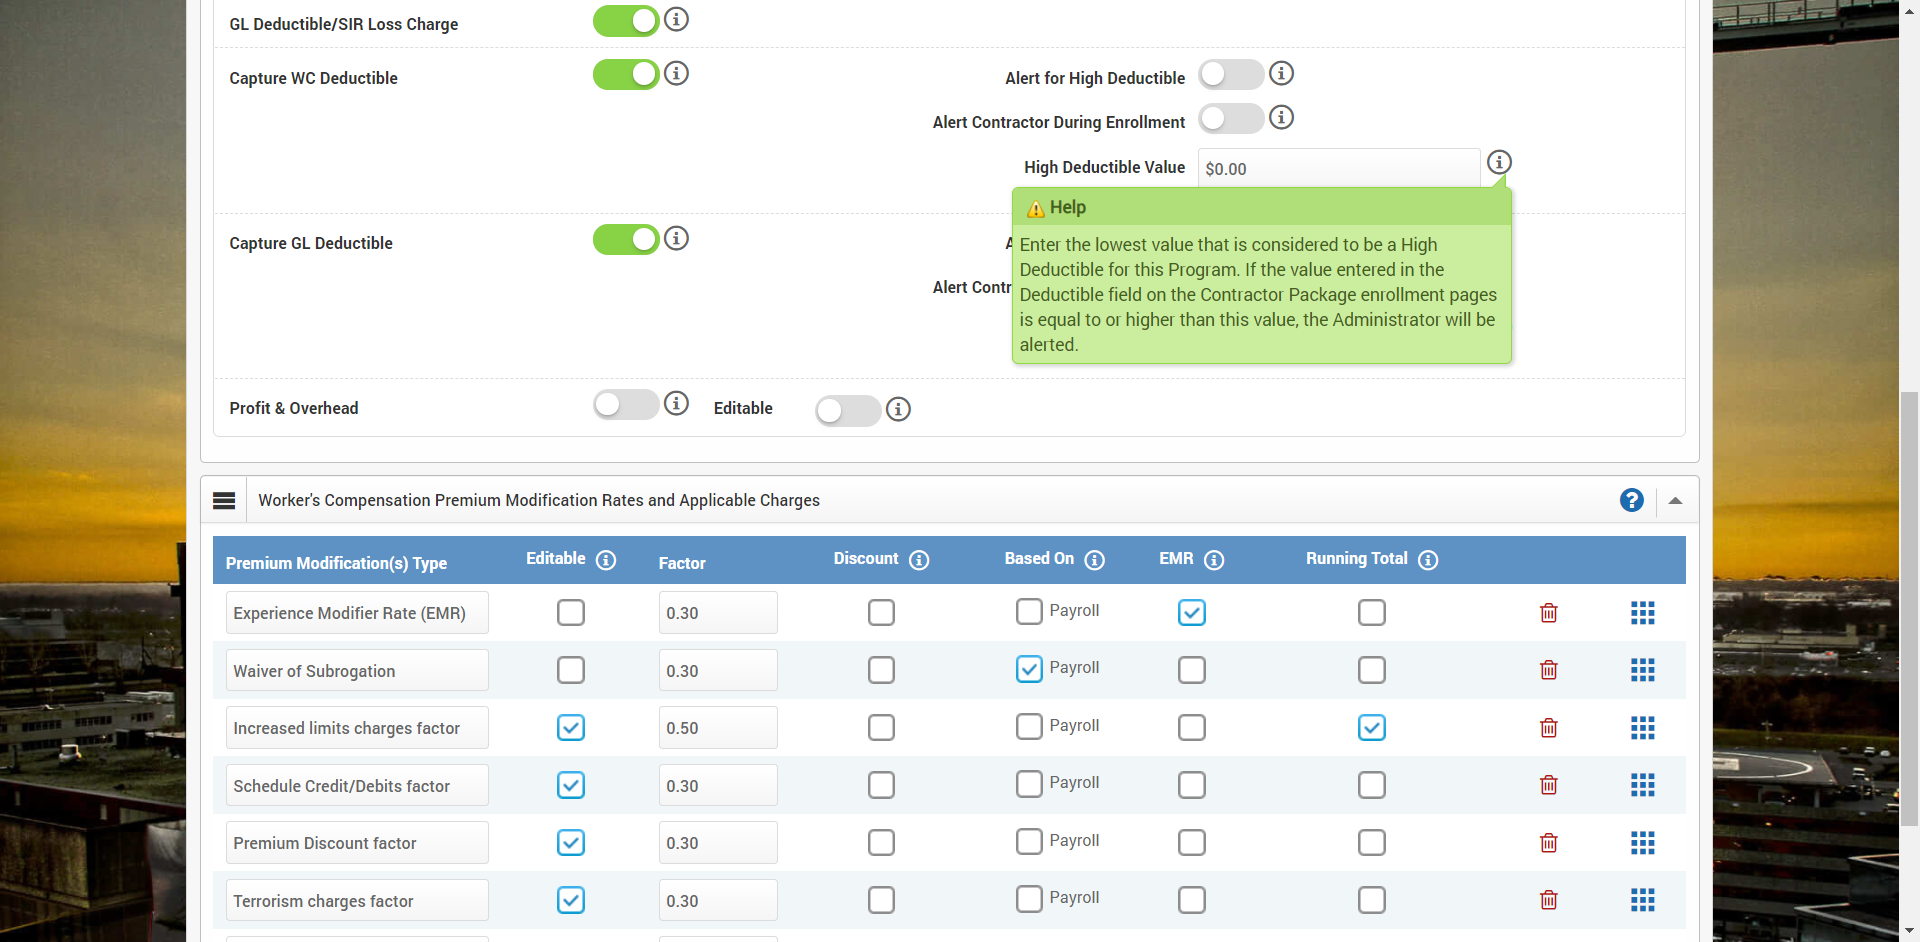 GL Deductible/SIR Loss Charge
Capture WC Deductible
Alert for High Deductible
Alert Contractor During Enrollment
High Deductible Value
$0.00
Help
Enter the lowest value that is considered to be a High
Deductible for this Program. If the value entered in the
Deductible field on the Contractor Package enrollment pages
is equal to or higher than this value, the Administrator will be
alerted.
Capture GL Deductible
Alert Contr
Profit & Overhead
Editable
Worker's Compensation Premium Modification Rates and Applicable Charges
Premium Modification(s) Type Editable Factor Discount Based On EMR Running Total
Experience Modifier Rate (EMR) 0.30 Payroll
Waiver of Subrogation 0.30 Payroll
Increased limits charges factor 0.50 Payroll
Schedule Credit/Debits factor 0.30 Payroll
Premium Discount factor 0.30 Payroll
Terrorism charges factor 0.30 Payroll